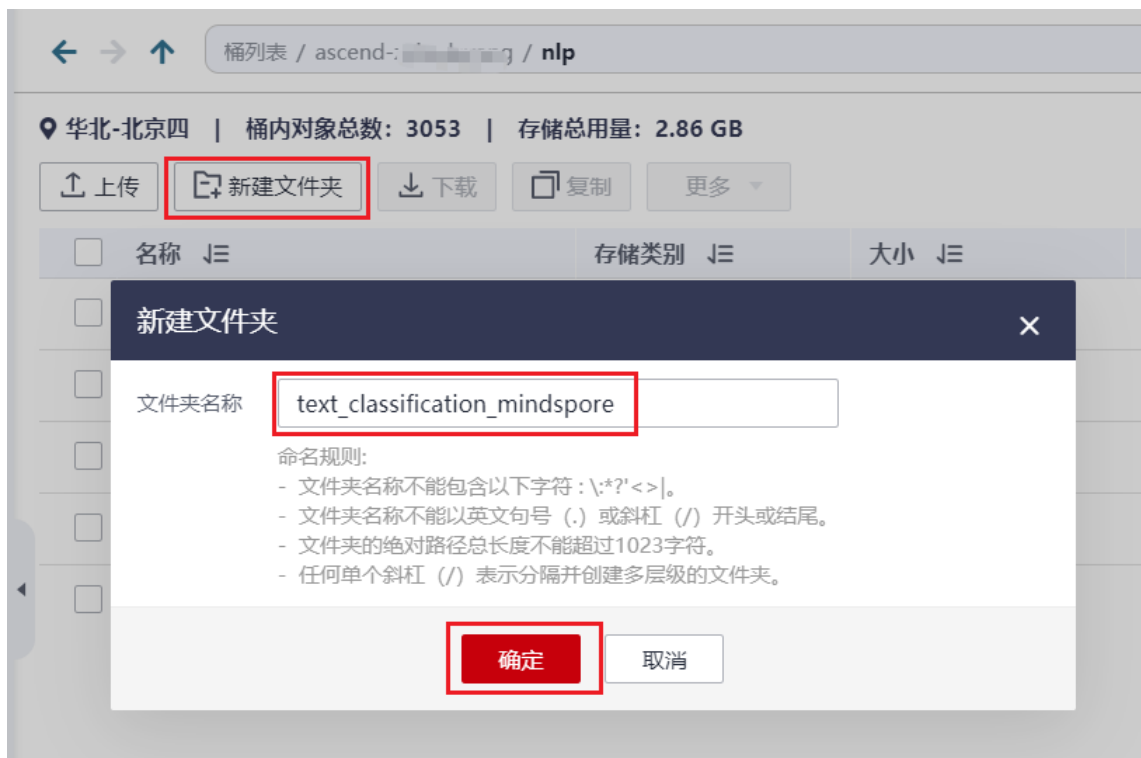 桶列表 / ascend- / nlp
华北-北京四 | 桶内对象总数：3053 | 存储总用量：2.86 GB
上传 新建文件夹 下载 复制 更多
名称 存储类别 大小
新建文件夹
文件夹名称 text_classification_mindspore
命名规则:
- 文件夹名称不能包含以下字符 : \:*?'<>|。
- 文件夹名称不能以英文句号（.）或斜杠（/）开头或结尾。
- 文件夹的绝对路径总长度不能超过1023字符。
- 任何单个斜杠（/）表示分隔并创建多层级的文件夹。
确定 取消